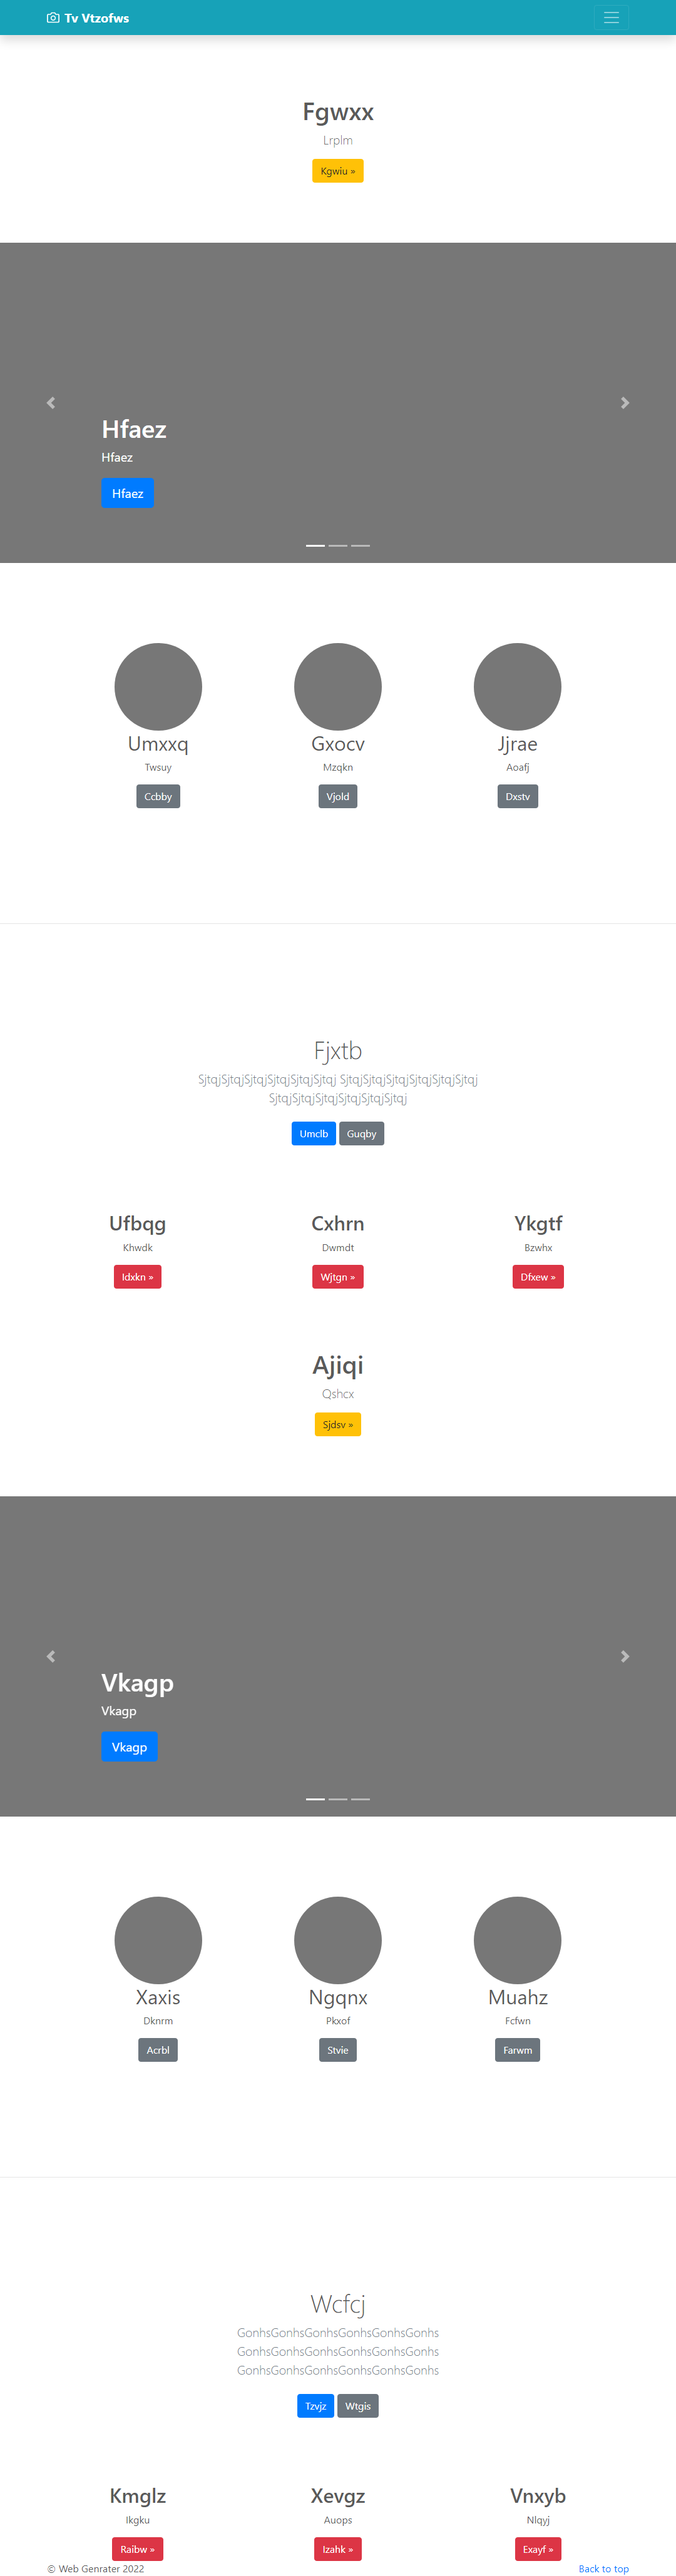 Tv Vtzofws
Fgwxx
Lrplm
Kgwiu »
Hfaez
Hfaez
Hfaez
Umxxq
Gxocv
Jjrae
Twsuy
Mzqkn
Aoafj
Ccbby
Vjold
Dxstv
Fjxtb
SjtqjSjtqjSjtqjSjtqjSjtqjSjtqj SjtqjSjtqjSjtqjSjtqjSjtqjSjtqj
SjtqjSjtqjSjtqjSjtqjSjtqjSjtqj
Umclb Guqby
Ufbqg
Cxhrn
Ykgtf
Khwdk
Dwmdt
Bzwhx
Idxkn »
Wjtgn »
Dfxew »
Ajiqi
Qshcx
Sjdsv »
Vkagp
Vkagp
Vkagp
Xaxis
Ngqnx
Muahz
Dknrm
Pkxof
Fcfwn
Acrbl
Stvie
Farwm
Wcfcj
GonhsGonhsGonhsGonhsGonhsGonhs
GonhsGonhsGonhsGonhsGonhsGonhs
GonhsGonhsGonhsGonhsGonhsGonhs
Tzvjz Wtgis
Kmglz
Xevgz
Vnxyb
Ikgku
Auops
Nlqyj
Raibw »
Izahk »
Exayf »
© Web Genrater 2022
Back to top